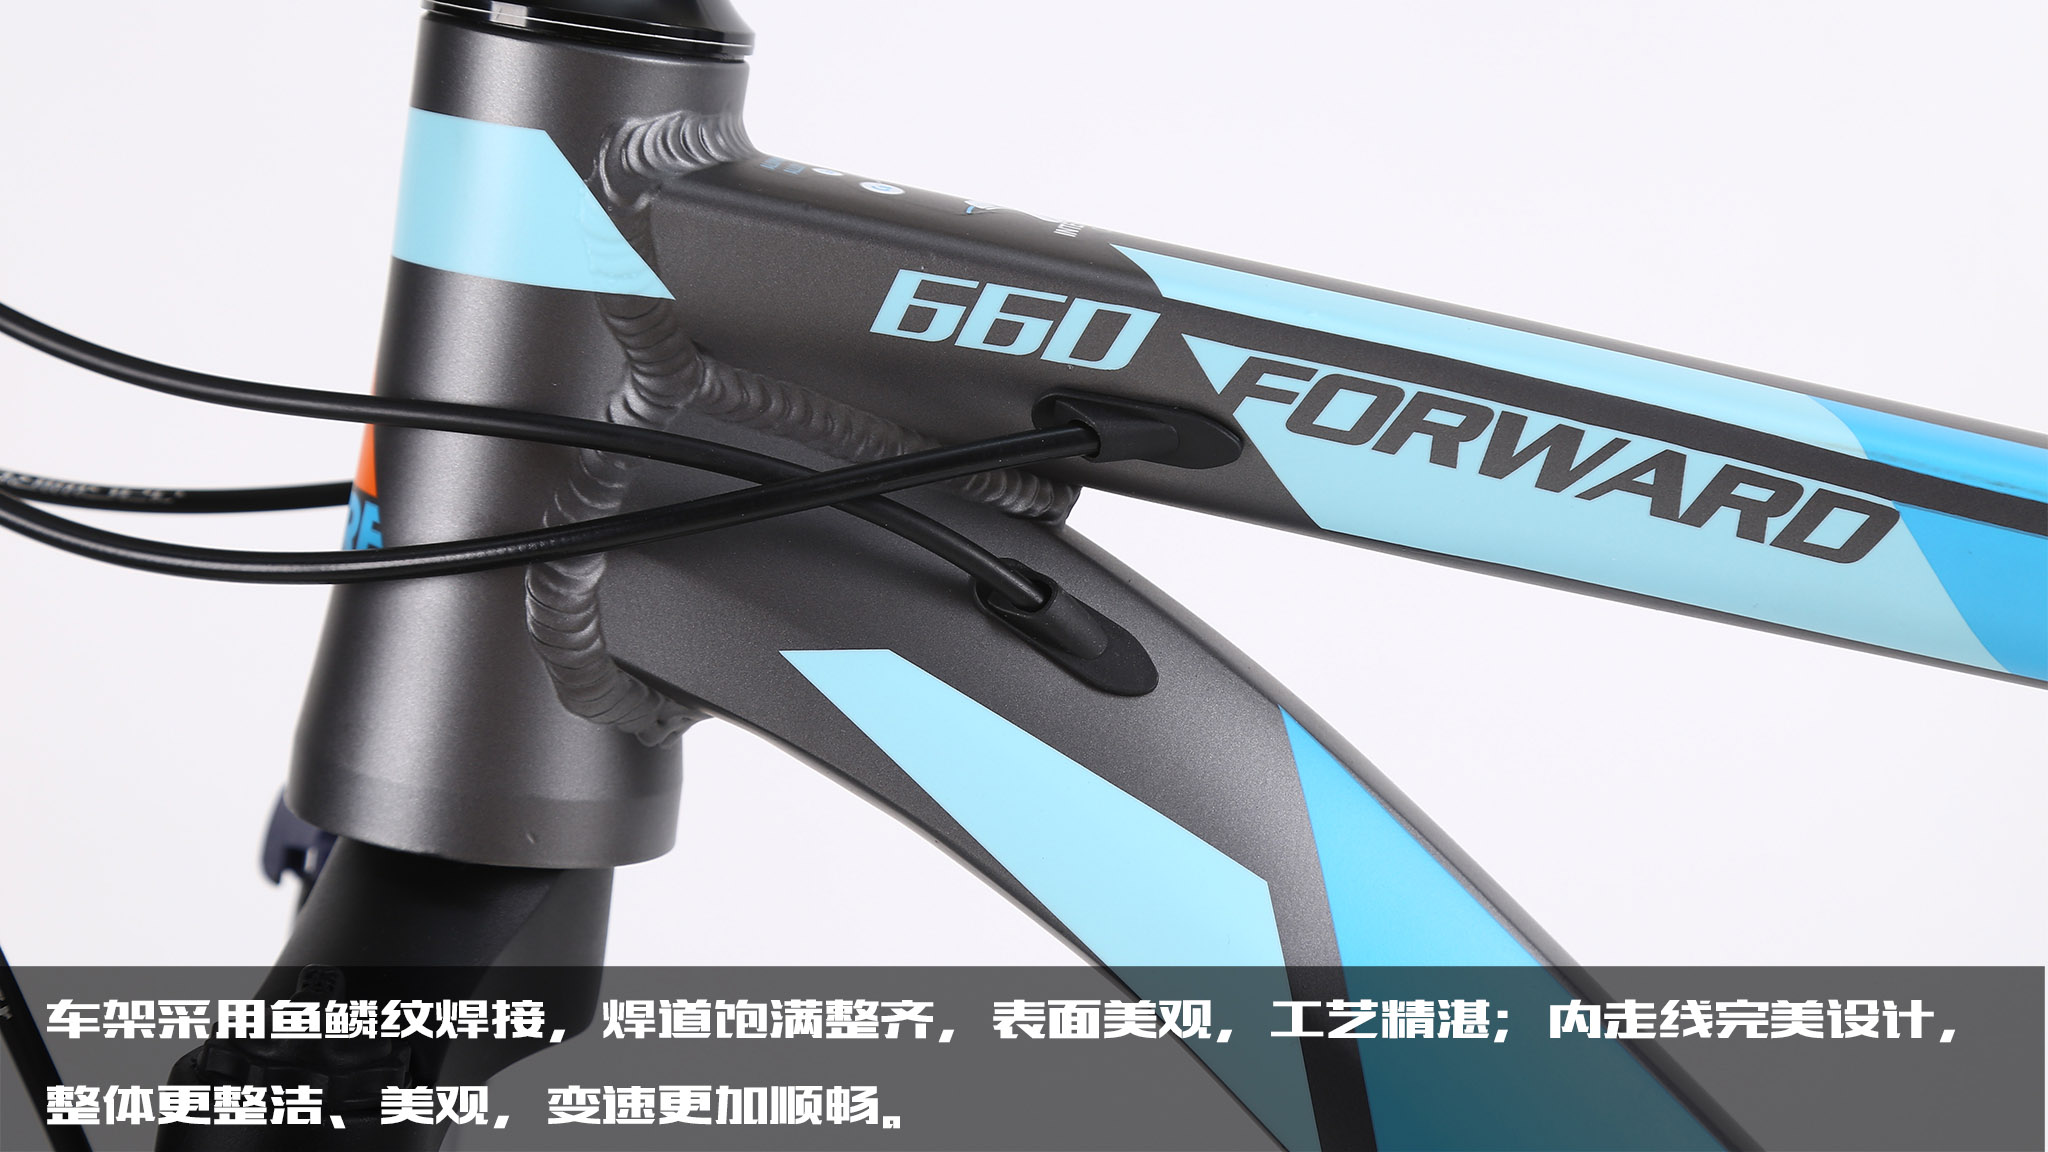 660
FORWARD
车架采用鱼鳞纹焊接，焊道饱满整齐，表面美观，工艺精湛；内走线完美设计，
整体更整洁、美观，变速更加顺畅。